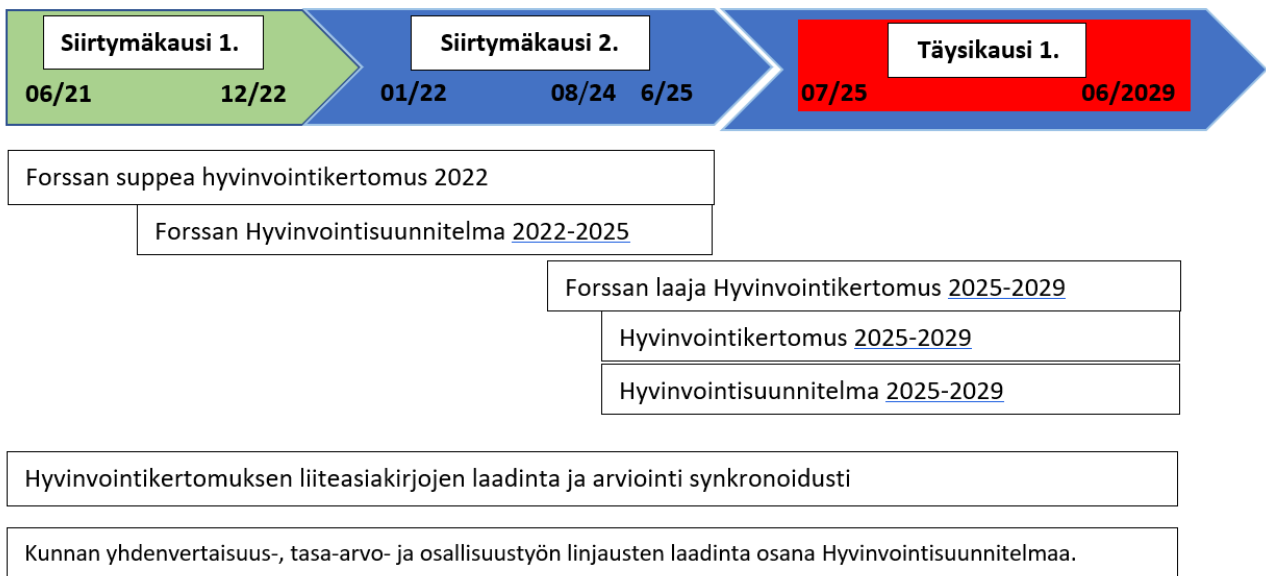 Siirtymäkausi 1.
06/21 12/22
Siirtymäkausi 2.
01/22 08/24 6/25
Täysikausi 1.
07/25 06/2029
Forssan suppea hyvinvointikertomus 2022
Forssan Hyvinvointisuunnitelma 2022-2025
Forssan laaja Hyvinvointikertomus 2025-2029
Hyvinvointikertomus 2025-2029
Hyvinvointisuunnitelma 2025-2029
Hyvinvointikertomuksen liiteasiakirjojen laadinta ja arviointi synkronoidusti
Kunnan yhdenvertaisuus-, tasa-arvo- ja osallisuustyön linjausten laadinta osana Hyvinvointisuunnitelmaa.